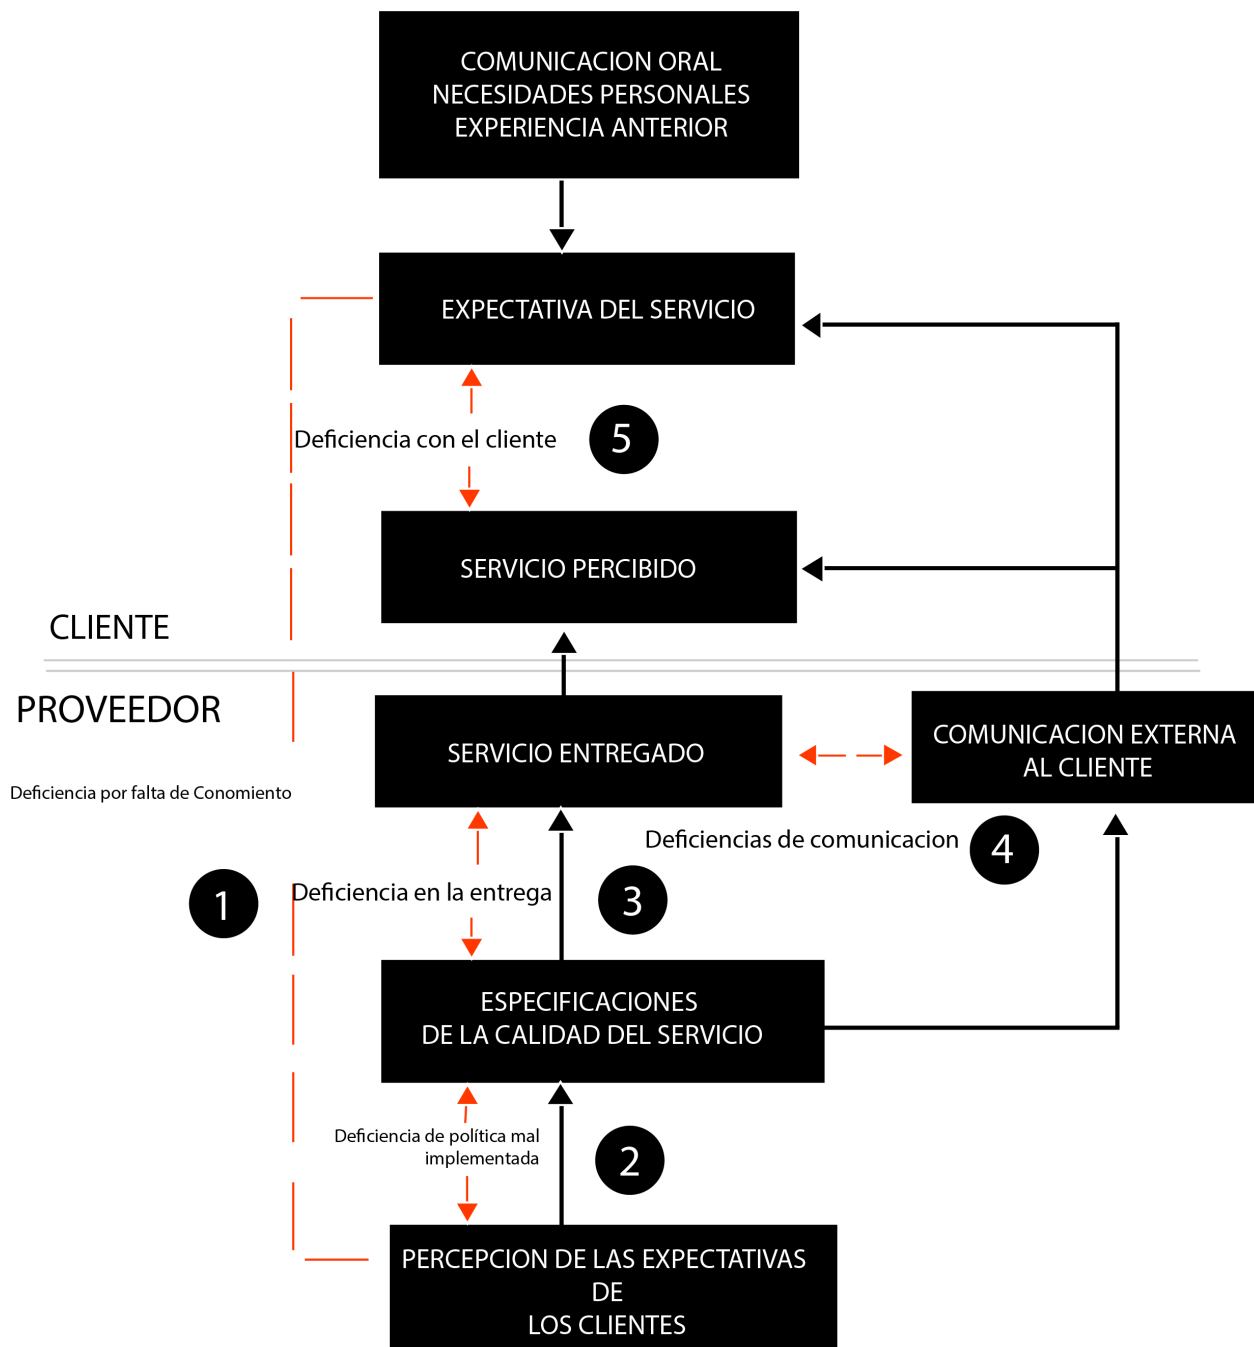 COMUNICACION ORAL
NECESIDADES PERSONALES
EXPERIENCIA ANTERIOR
EXPECTATIVA DEL SERVICIO
Deficiencia con el cliente
5
SERVICIO PERCIBIDO
CLIENTE
PROVEEDOR
SERVICIO ENTREGADO
COMUNICACION EXTERNA
AL CLIENTE
Deficiencia por falta de Conomiento
Deficiencias de comunicacion
4
1
Deficiencia en la entrega
3
ESPECIFICACIONES
DE LA CALIDAD DEL SERVICIO
Deficiencia de política mal
implementada
2
PERCEPCION DE LAS EXPECTATIVAS
DE
LOS CLIENTES